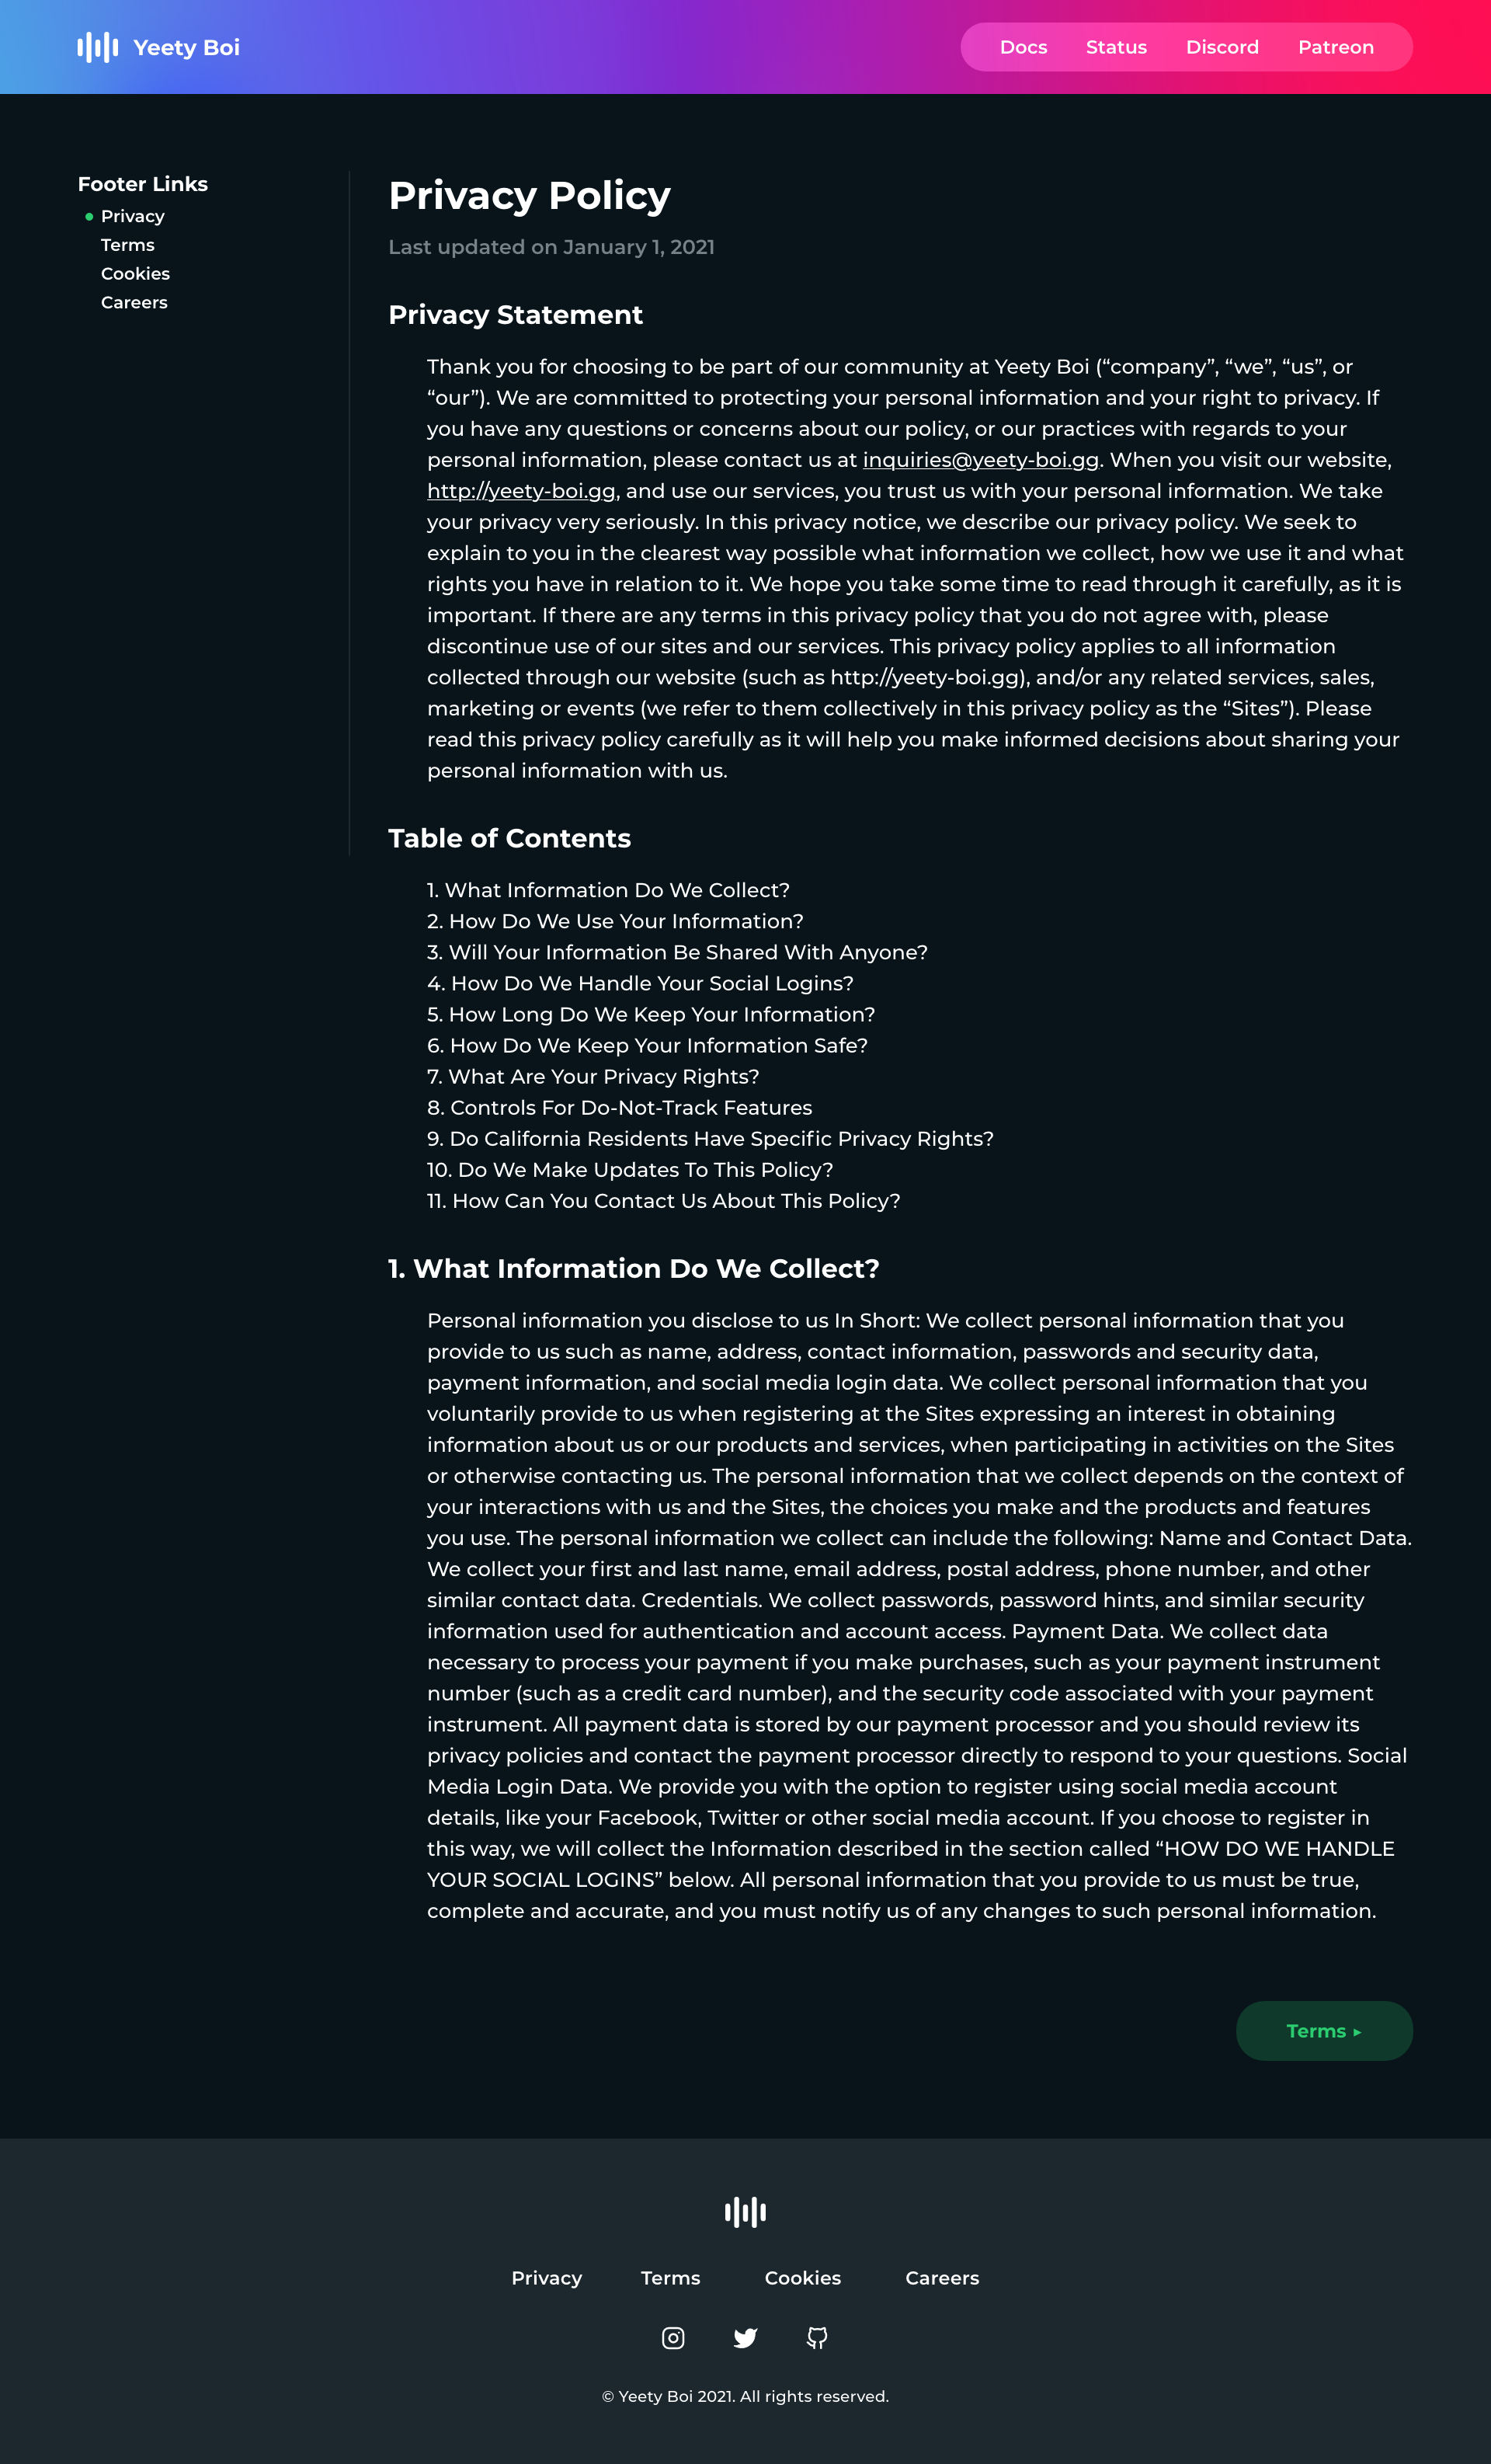 Yeety Boi
Docs Status Discord Patreon
Footer Links
Privacy
Terms
Cookies
Careers
Privacy Policy
Last updated on January 1, 2021
Privacy Statement
Thank you for choosing to be part of our community at Yeety Boi (“company”, “we”, “us”, or
“our”). We are committed to protecting your personal information and your right to privacy. If
you have any questions or concerns about our policy, or our practices with regards to your
personal information, please contact us at inquiries@yeety-boi.gg. When you visit our website,
http://yeety-boi.gg, and use our services, you trust us with your personal information. We take
your privacy very seriously. In this privacy notice, we describe our privacy policy. We seek to
explain to you in the clearest way possible what information we collect, how we use it and what
rights you have in relation to it. We hope you take some time to read through it carefully, as it is
important. If there are any terms in this privacy policy that you do not agree with, please
discontinue use of our sites and our services. This privacy policy applies to all information
collected through our website (such as http://yeety-boi.gg), and/or any related services, sales,
marketing or events (we refer to them collectively in this privacy policy as the “Sites”). Please
read this privacy policy carefully as it will help you make informed decisions about sharing your
personal information with us.
Table of Contents
1. What Information Do We Collect?
2. How Do We Use Your Information?
3. Will Your Information Be Shared With Anyone?
4. How Do We Handle Your Social Logins?
5. How Long Do We Keep Your Information?
6. How Do We Keep Your Information Safe?
7. What Are Your Privacy Rights?
8. Controls For Do-Not-Track Features
9. Do California Residents Have Specific Privacy Rights?
10. Do We Make Updates To This Policy?
11. How Can You Contact Us About This Policy?
1. What Information Do We Collect?
Personal information you disclose to us In Short: We collect personal information that you
provide to us such as name, address, contact information, passwords and security data,
payment information, and social media login data. We collect personal information that you
voluntarily provide to us when registering at the Sites expressing an interest in obtaining
information about us or our products and services, when participating in activities on the Sites
or otherwise contacting us. The personal information that we collect depends on the context of
your interactions with us and the Sites, the choices you make and the products and features
you use. The personal information we collect can include the following: Name and Contact Data.
We collect your first and last name, email address, postal address, phone number, and other
similar contact data. Credentials. We collect passwords, password hints, and similar security
information used for authentication and account access. Payment Data. We collect data
necessary to process your payment if you make purchases, such as your payment instrument
number (such as a credit card number), and the security code associated with your payment
instrument. All payment data is stored by our payment processor and you should review its
privacy policies and contact the payment processor directly to respond to your questions. Social
Media Login Data. We provide you with the option to register using social media account
details, like your Facebook, Twitter or other social media account. If you choose to register in
this way, we will collect the Information described in the section called “HOW DO WE HANDLE
YOUR SOCIAL LOGINS” below. All personal information that you provide to us must be true,
complete and accurate, and you must notify us of any changes to such personal information.
Terms ▸
Privacy Terms Cookies Careers
© Yeety Boi 2021. All rights reserved.